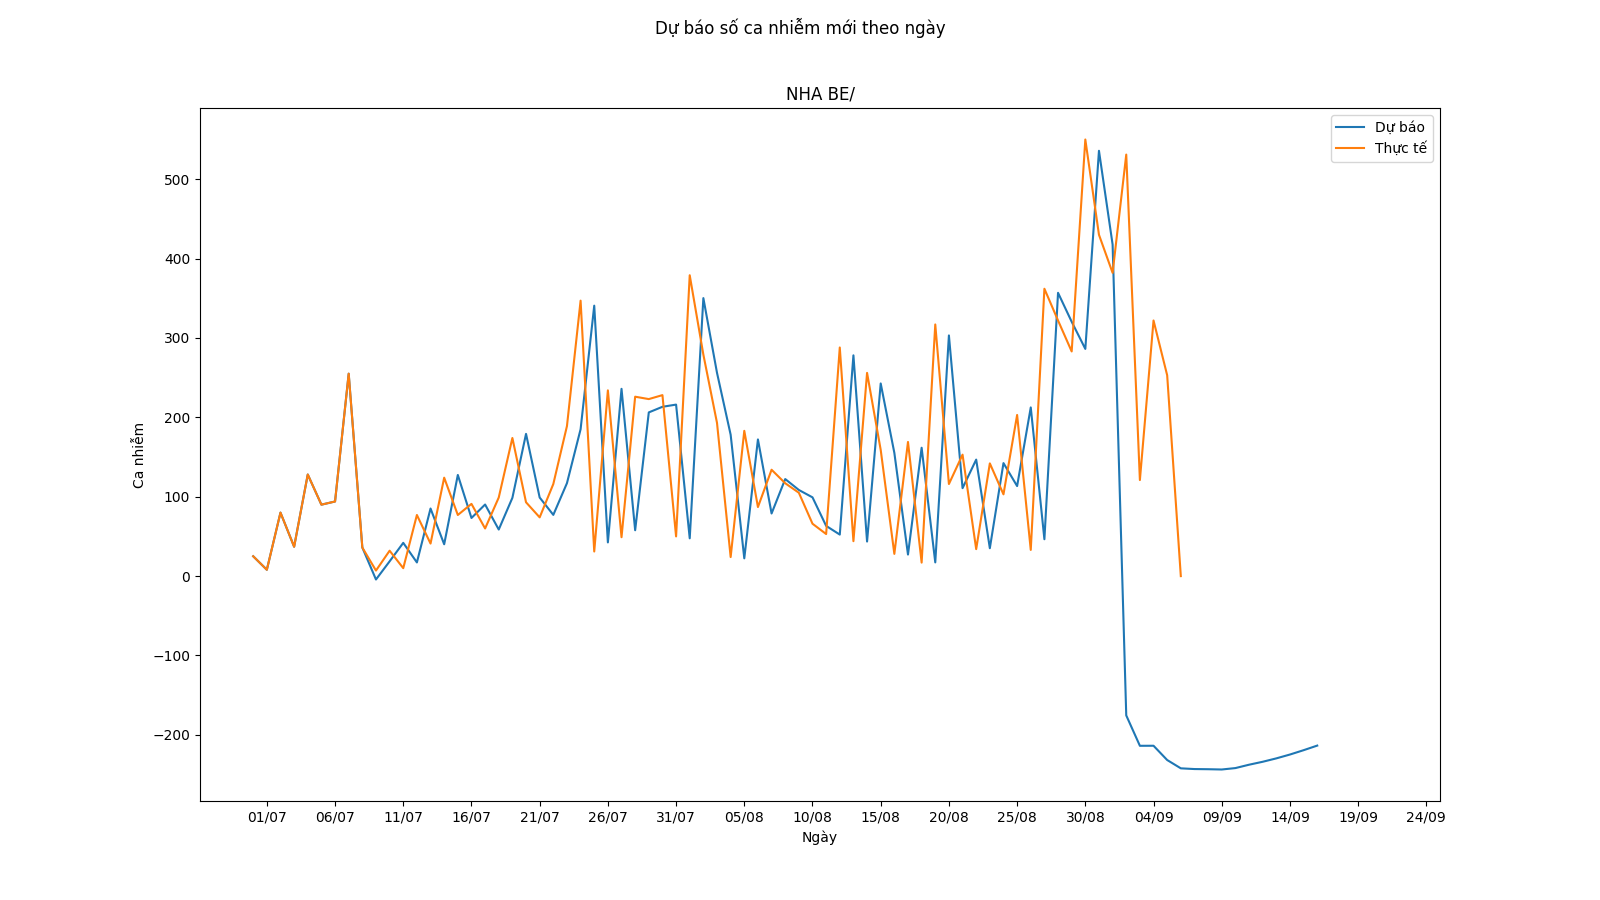 Dự báo số ca nhiễm mới theo ngày
NHA BE/
Dự báo
Thực tế
500
400
300
200
100
0
−100
−200
Ca nhiễm
01/07 06/07 11/07 16/07 21/07 26/07 31/07 05/08 10/08 15/08 20/08 25/08 30/08 04/09 09/09 14/09 19/09 24/09
Ngày